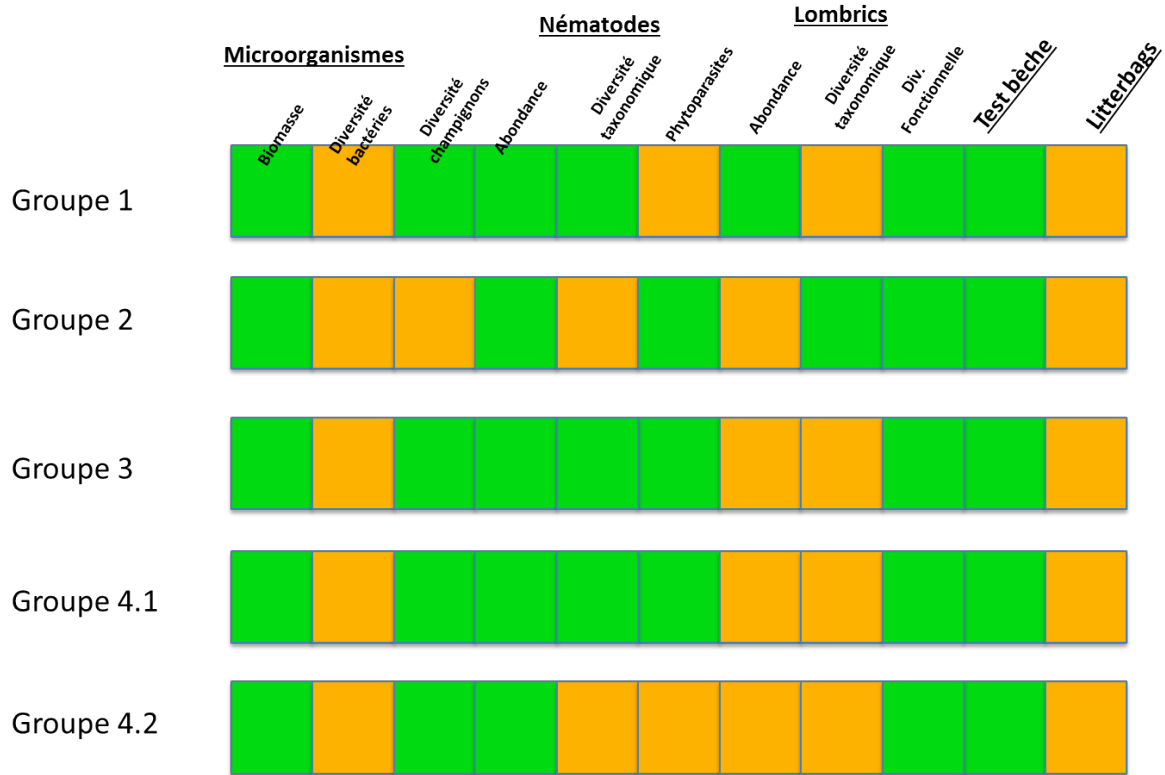 Microorganismes
Nématodes
Lombrics
Biomasse
Diversité
bactéries
Diversité
champignons
Abondance
Diversité
taxonomique
Phytoparasites
Abondance
Diversité
taxonomique
Div.
Fonctionnelle
Test bèche
Litterbags
Groupe 1
Groupe 2
Groupe 3
Groupe 4.1
Groupe 4.2